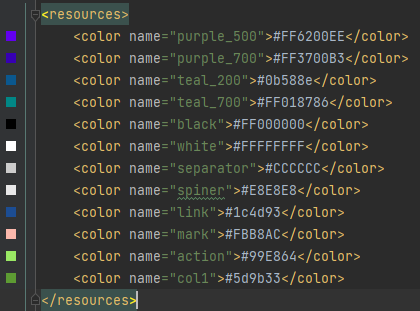 <resources>
<color name="purple_500">#FF6200EE</color>
<color name="purple_700">#FF3700B3</color>
<color name="teal_200">#0b588e</color>
<color name="teal_700">#FF018786</color>
<color name="black">#FF000000</color>
<color name="white">#FFFFFFFF</color>
<color name="separator">#CCCCCC</color>
<color name="spiner">#E8E8E8</color>
<color name="link">#1c4d93</color>
<color name="mark">#FBB8AC</color>
<color name="action">#99E864</color>
<color name="col1">#5d9b33</color>
</resources>